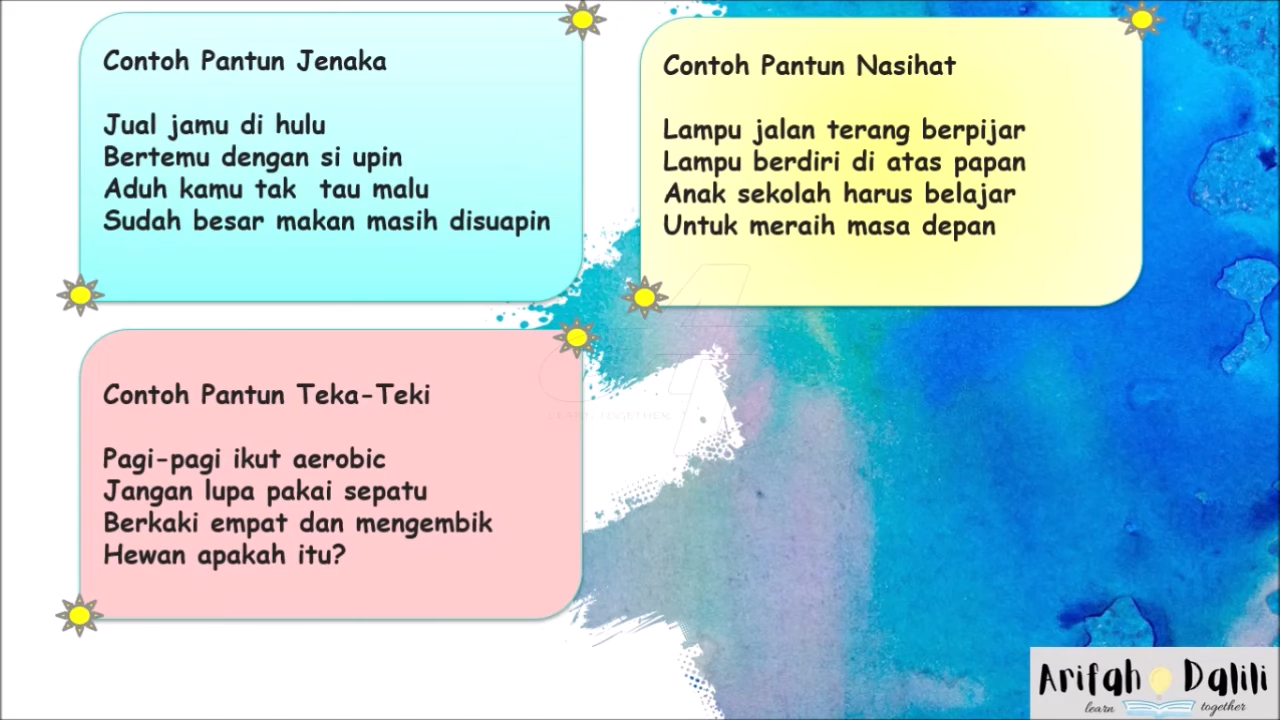 Contoh Pantun Jenaka
Jual jamu di hulu
Bertemu dengan si upin
Aduh kamu tak  tau malu
Sudah besar makan masih disuapin
Contoh Pantun Nasihat
Lampu jalan terang berpijar
Lampu berdiri di atas papan
Anak sekolah harus belajar
Untuk meraih masa depan
Contoh Pantun Teka-Teki
Pagi-pagi ikut aerobic
Jangan lupa pakai sepatu
Berkaki empat dan mengembik
Hewan apakah itu?
LEARN TOGETHER
Arifah Dalili
learn together